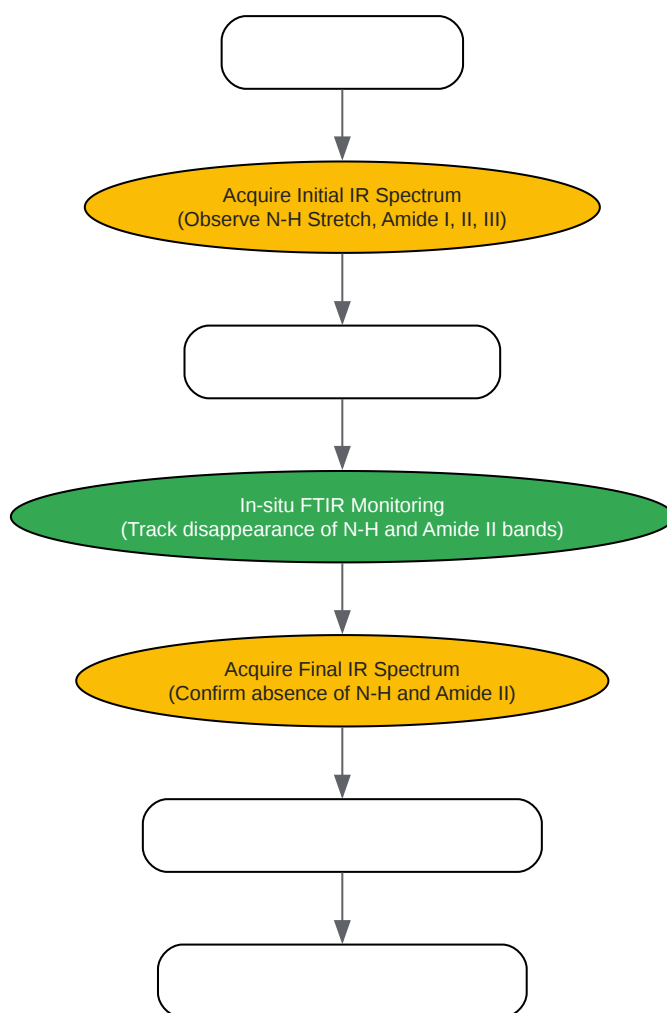 Acquire Initial IR Spectrum
(Observe N-H Stretch, Amide I, II, III)
In-situ FTIR Monitoring
(Track disappearance of N-H and Amide II bands)
Acquire Final IR Spectrum
(Confirm absence of N-H and Amide II)